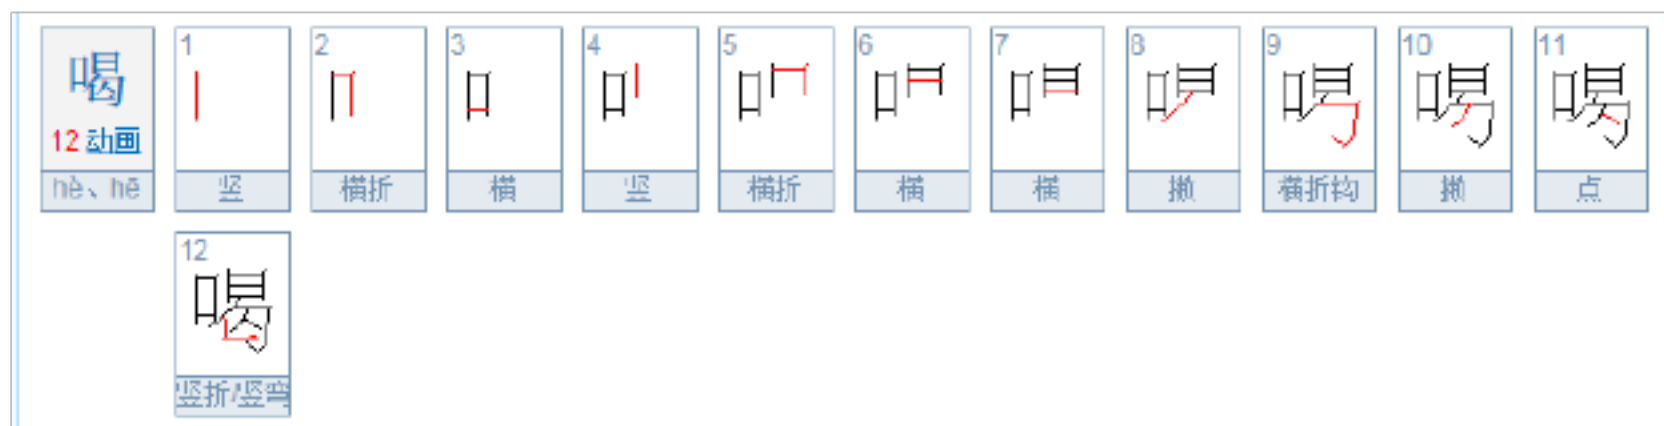 1 2 3 4 5 6 7 8 9 10 11
喝
12 动画
hè、hē 竖 横折 横 竖 横折 横 横 撇 横折钩 撇 点
12
喝
竖折/竖弯